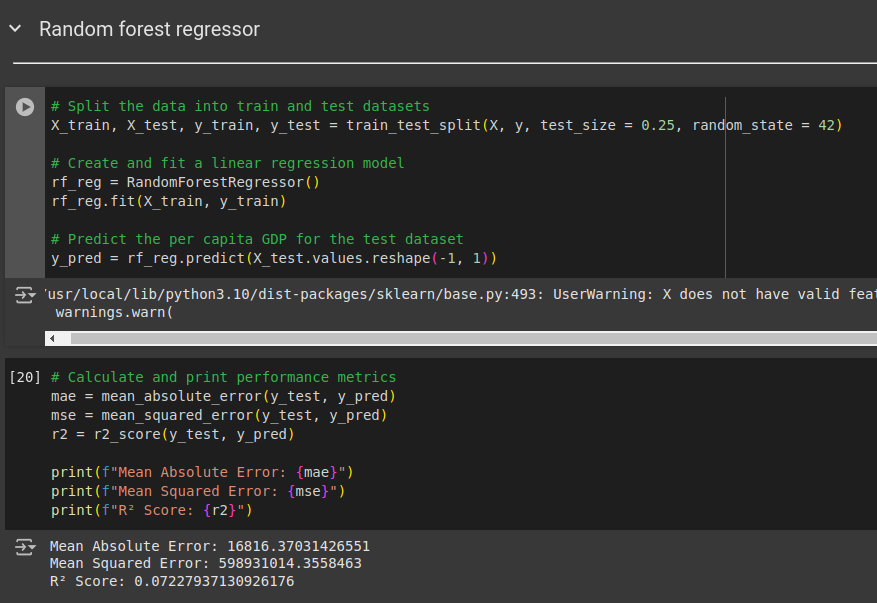 Random forest regressor
# Split the data into train and test datasets
X_train, X_test, y_train, y_test = train_test_split(X, y, test_size = 0.25, random_state = 42)
# Create and fit a linear regression model
rf_reg = RandomForestRegressor()
rf_reg.fit(X_train, y_train)
# Predict the per capita GDP for the test dataset
y_pred = rf_reg.predict(X_test.values.reshape(-1, 1))
usr/local/lib/python3.10/dist-packages/sklearn/base.py:493: UserWarning: X does not have valid feat
warnings.warn(
[20] # Calculate and print performance metrics
mae = mean_absolute_error(y_test, y_pred)
mse = mean_squared_error(y_test, y_pred)
r2 = r2_score(y_test, y_pred)
print(f"Mean Absolute Error: {mae}")
print(f"Mean Squared Error: {mse}")
print(f"R² Score: {r2}")
Mean Absolute Error: 16816.37031426551
Mean Squared Error: 598931014.3558463
R² Score: 0.07227937130926176